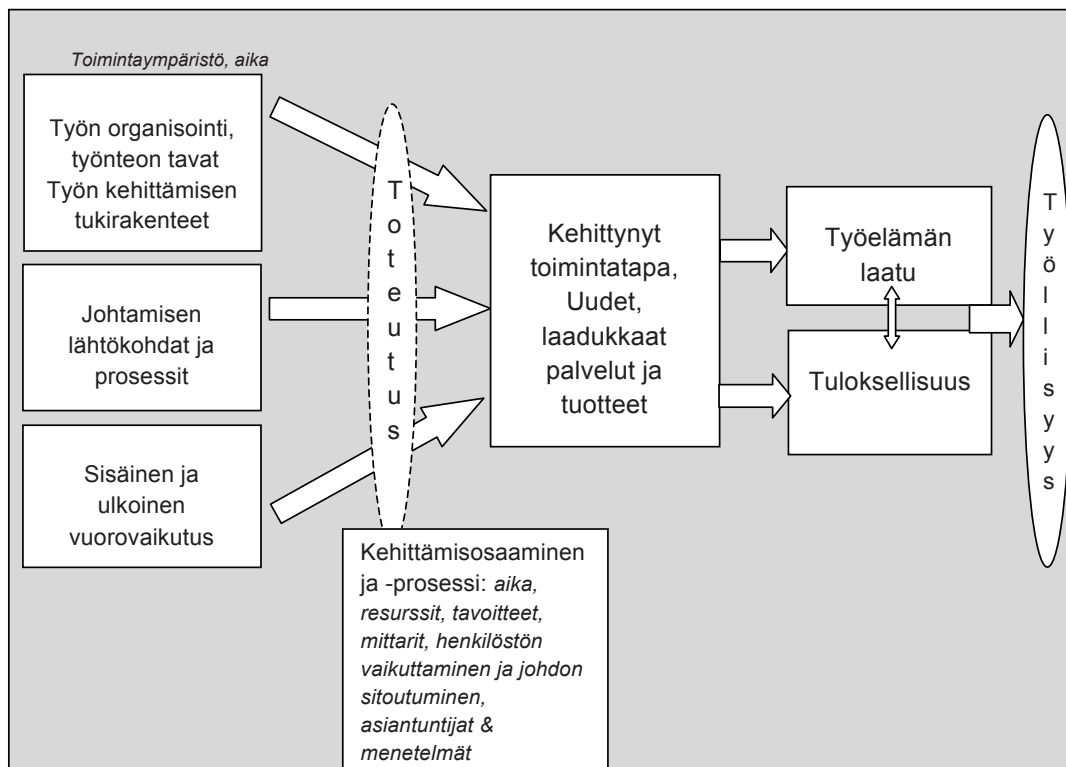 Toimintaympäristö, aika
Työn organisointi,
työnteon tavat
Työn kehittämisen
tukirakenteet
Johtamisen
lähtökohdat ja
prosessit
Sisäinen ja
ulkoinen
vuorovaikutus
Toteutus
Kehittämisosaaminen
ja -prosessi: aika,
resurssit, tavoitteet,
mittarit, henkilöstön
vaikuttaminen ja johdon
sitoutuminen,
asiantuntijat &
menetelmät
Kehittynyt
toimintatapa,
Uudet,
laadukkaat
palvelut ja
tuotteet
Työelämän
laatu
Tuloksellisuus
Työllisyys